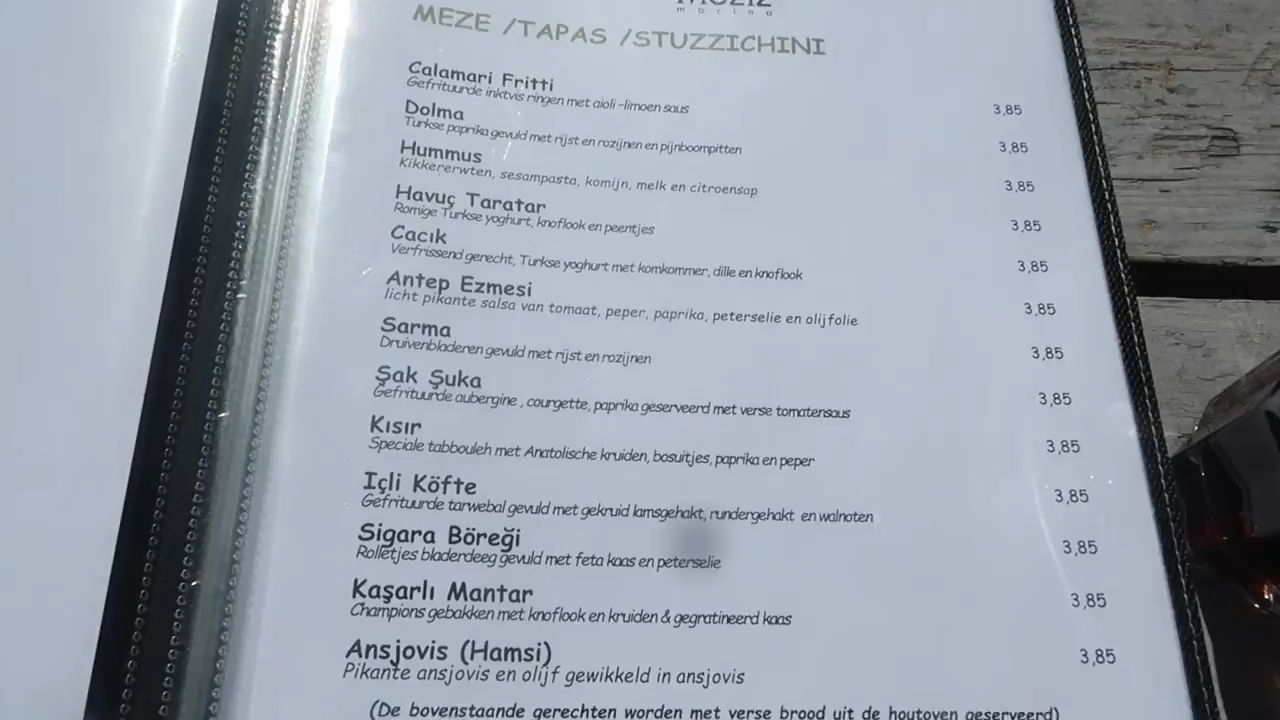 marina
MEZE /TAPAS /STUZZICHINI
Calamari Fritti
Gefrituurde inktvis ringen met aioli -limoen saus
3,85
Dolma
Turkse paprika gevuld met rijst en rozijnen en pijnboompitten
3,85
Hummus
Kikkererwten, sesampasta, komijn, melk en citroensap
3,85
Havuç Taratar
Romige Turkse yoghurt, knoflook en peentjes
3,85
Cacık
Verfrissend gerecht, Turkse yoghurt met komkommer, dille en knoflook
3,85
Antep Ezmesi
licht pikante salsa van tomaat, peper, paprika, peterselie en olijfolie
3,85
Sarma
Druivenbladeren gevuld met rijst en rozijnen
3,85
Şak Şuka
Gefrituurde aubergine , courgette, paprika geserveerd met verse tomatensaus
3,85
Kısır
Speciale tabbouleh met Anatolische kruiden, bosuitjes, paprika en peper
3,85
Içli Köfte
Gefrituurde tarwebal gevuld met gekruid lamsgehakt, rundergehakt en walnoten
3,85
Sigara Böreği
Rolletjes bladerdeeg gevuld met feta kaas en peterselie
3,85
Kaşarlı Mantar
Champions gebakken met knoflook en kruiden & gegratineerd kaas
3,85
Ansjovis (Hamsi)
Pikante ansjovis en olijf gewikkeld in ansjovis
3,85
(De bovenstaande gerechten worden met verse brood uit de houtoven geserveerd)